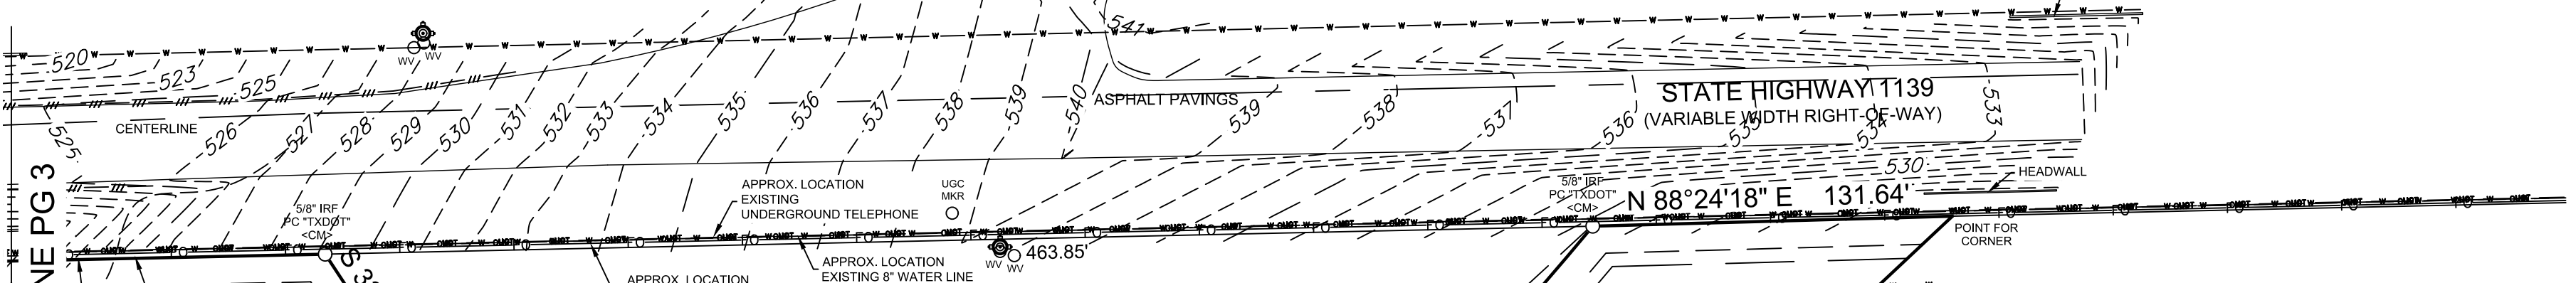 541
520
523
525
WV
WV
CENTERLINE
525
526
527
528
529
530
531
532
533
534
535
536
537
538
539
540
ASPHALT PAVINGS
539
538
537
536
535
534
533
STATE HIGHWAY 1139
(VARIABLE WIDTH RIGHT-OF-WAY)
530
HEADWALL
NE PG 3
5/8" IRF
PC "TXDOT"
<CM>
APPROX. LOCATION
EXISTING
UNDERGROUND TELEPHONE
UGC
MKR
5/8" IRF
PC "TXDOT"
<CM>
N 88°24'18" E 131.64'
POINT FOR
CORNER
APPROX. LOCATION
APPROX. LOCATION
EXISTING 8" WATER LINE
WV
WV
463.85'